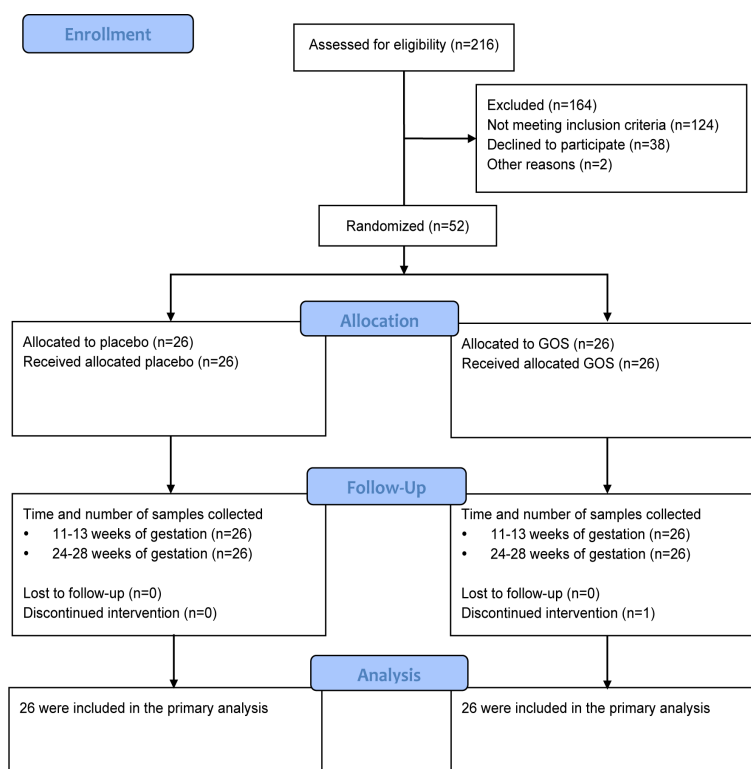 Enrollment
Assessed for eligibility (n=216)
Excluded (n=164)
Not meeting inclusion criteria (n=124)
Declined to participate (n=38)
Other reasons (n=2)
Randomized (n=52)
Allocation
Allocated to placebo (n=26)
Received allocated placebo (n=26)
Allocated to GOS (n=26)
Received allocated GOS (n=26)
Follow-Up
Time and number of samples collected
• 11-13 weeks of gestation (n=26)
• 24-28 weeks of gestation (n=26)
Lost to follow-up (n=0)
Discontinued intervention (n=0)
Time and number of samples collected
• 11-13 weeks of gestation (n=26)
• 24-28 weeks of gestation (n=26)
Lost to follow-up (n=0)
Discontinued intervention (n=1)
Analysis
26 were included in the primary analysis
26 were included in the primary analysis